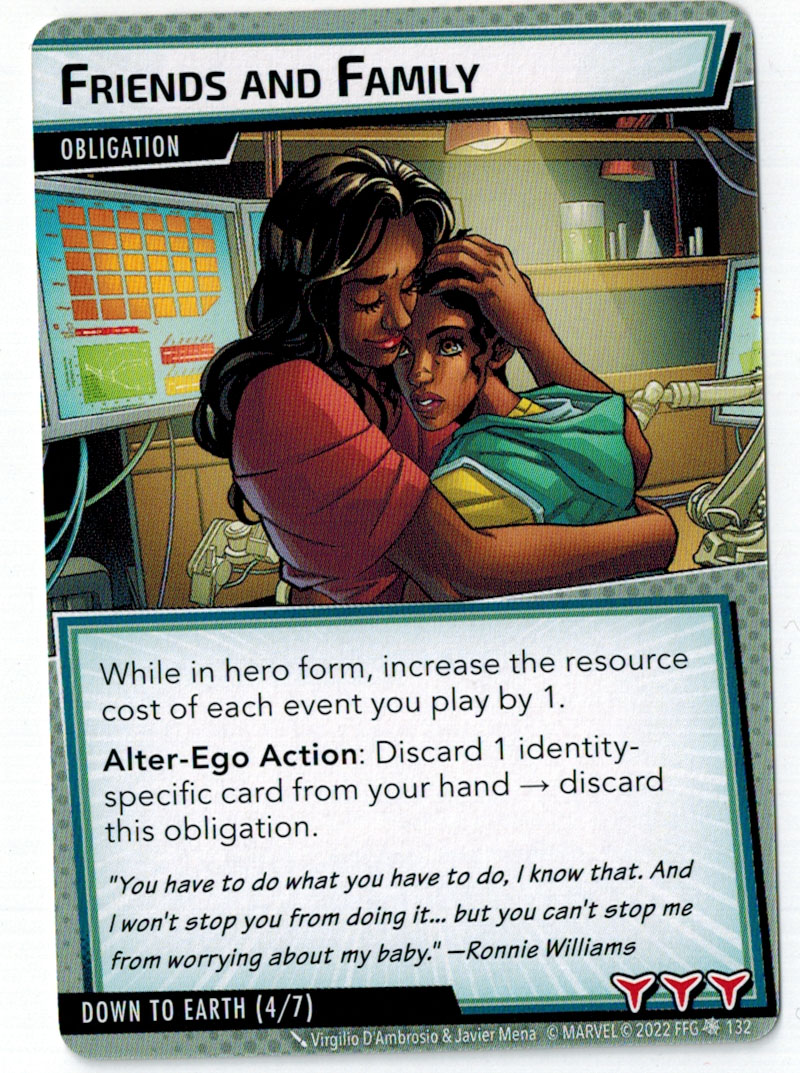 FRIENDS AND FAMILY
OBLIGATION
While in hero form, increase the resource
cost of each event you play by 1.
Alter-Ego Action: Discard 1 identity-
specific card from your hand → discard
this obligation.
"You have to do what you have to do, I know that. And
I won't stop you from doing it... but you can't stop me
from worrying about my baby." —Ronnie Williams
DOWN TO EARTH (4/7)
Virgilio D'Ambrosio & Javier Mena © MARVEL © 2022 FFG 132